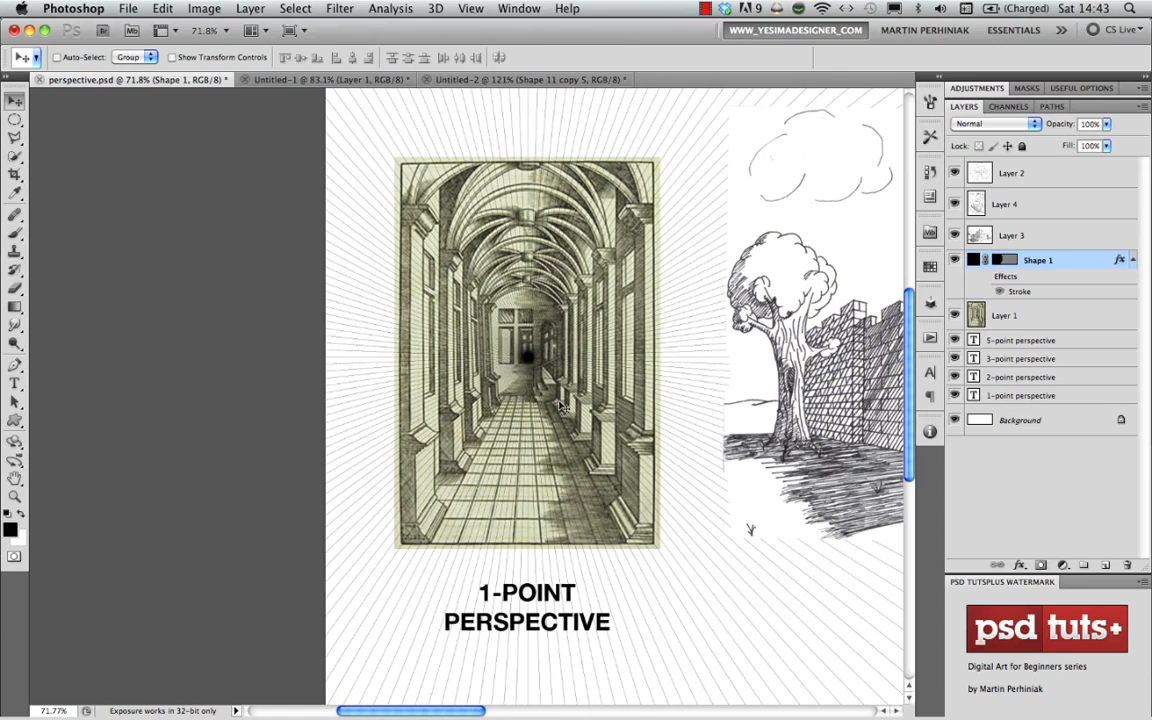 Photoshop File Edit Image Layer Select Filter Analysis 3D View Window Help 9 (Charged) Sat 14:43
Ps Br Mb 71.8% WWW_YESIMADESIGNER_COM MARTIN PERHINIAK ESSENTIALS CS Live
Auto-Select: Group Show Transform Controls
perspective.psd @ 71.8% (Shape 1, RGB/8) * Untitled-1 @ 83.1% (Layer 1, RGB/8) * Untitled-2 @ 121% (Shape 11 copy 5, RGB/8) *
ADJUSTMENTS MASKS USEFUL OPTIONS
LAYERS CHANNELS PATHS
Normal Opacity: 100%
Lock: Fill: 100%
Layer 2
Layer 4
Layer 3
Shape 1 fx
Effects
Stroke
Layer 1
T 5-point perspective
T 3-point perspective
T 2-point perspective
T 1-point perspective
Background
1-POINT
PERSPECTIVE
PSD TUTSPLUS WATERMARK
psd tuts+
Digital Art for Beginners series
by Martin Perhiniak
71.77% Exposure works in 32-bit only